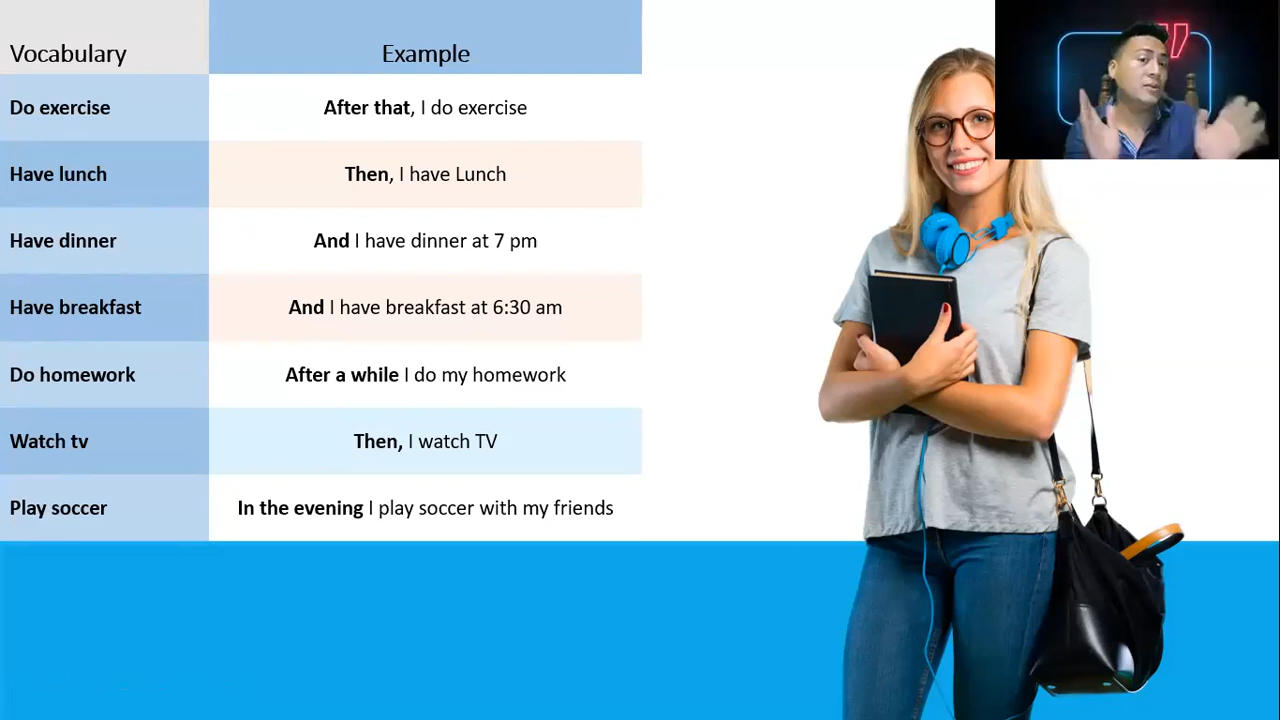 Vocabulary Example
Do exercise After that, I do exercise
Have lunch Then, I have Lunch
Have dinner And I have dinner at 7 pm
Have breakfast And I have breakfast at 6:30 am
Do homework After a while I do my homework
Watch tv Then, I watch TV
Play soccer In the evening I play soccer with my friends